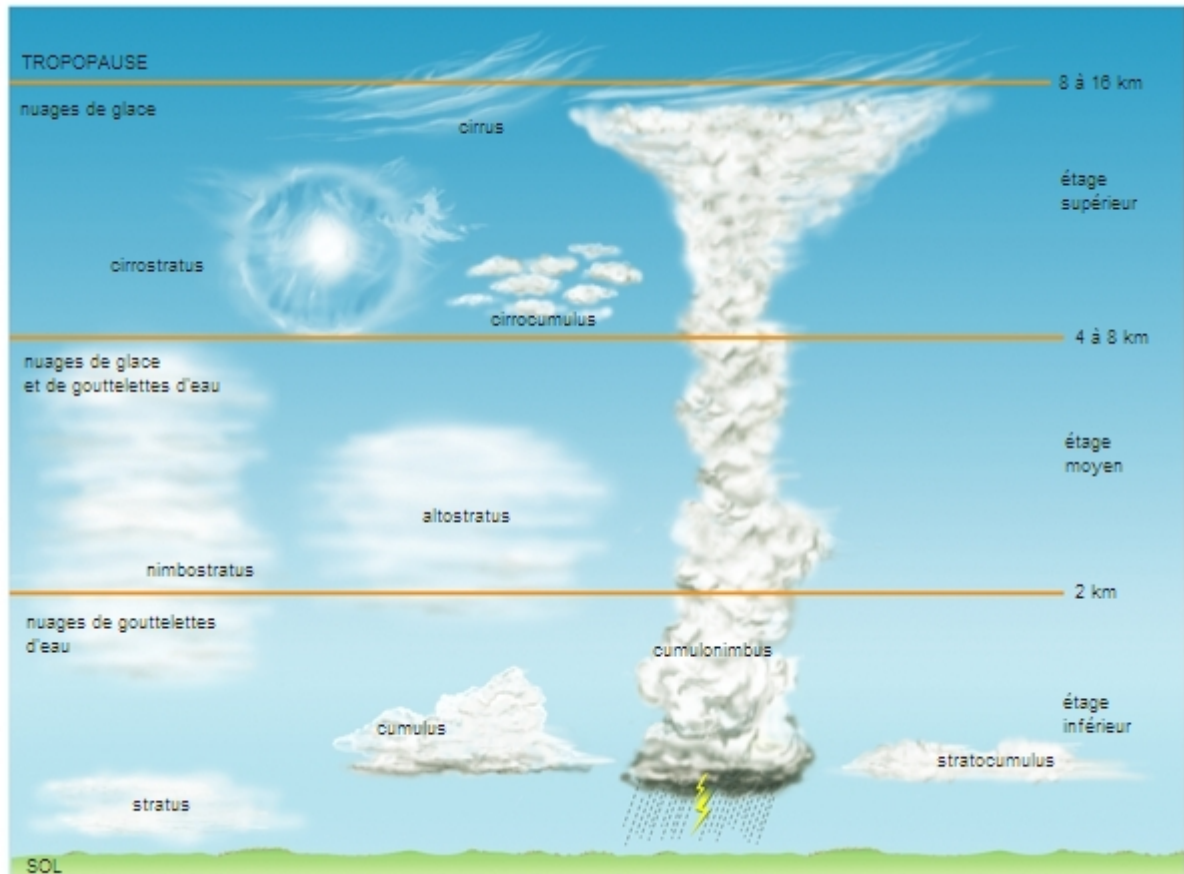 TROPOPAUSE
8 à 16 km
nuages de glace
cirrus
étage
supérieur
cirrostratus
cirrocumulus
4 à 8 km
nuages de glace
et de gouttelettes d'eau
étage
moyen
altostratus
nimbostratus
2 km
nuages de gouttelettes
d'eau
cumulonimbus
étage
inférieur
cumulus
stratocumulus
stratus
SOL